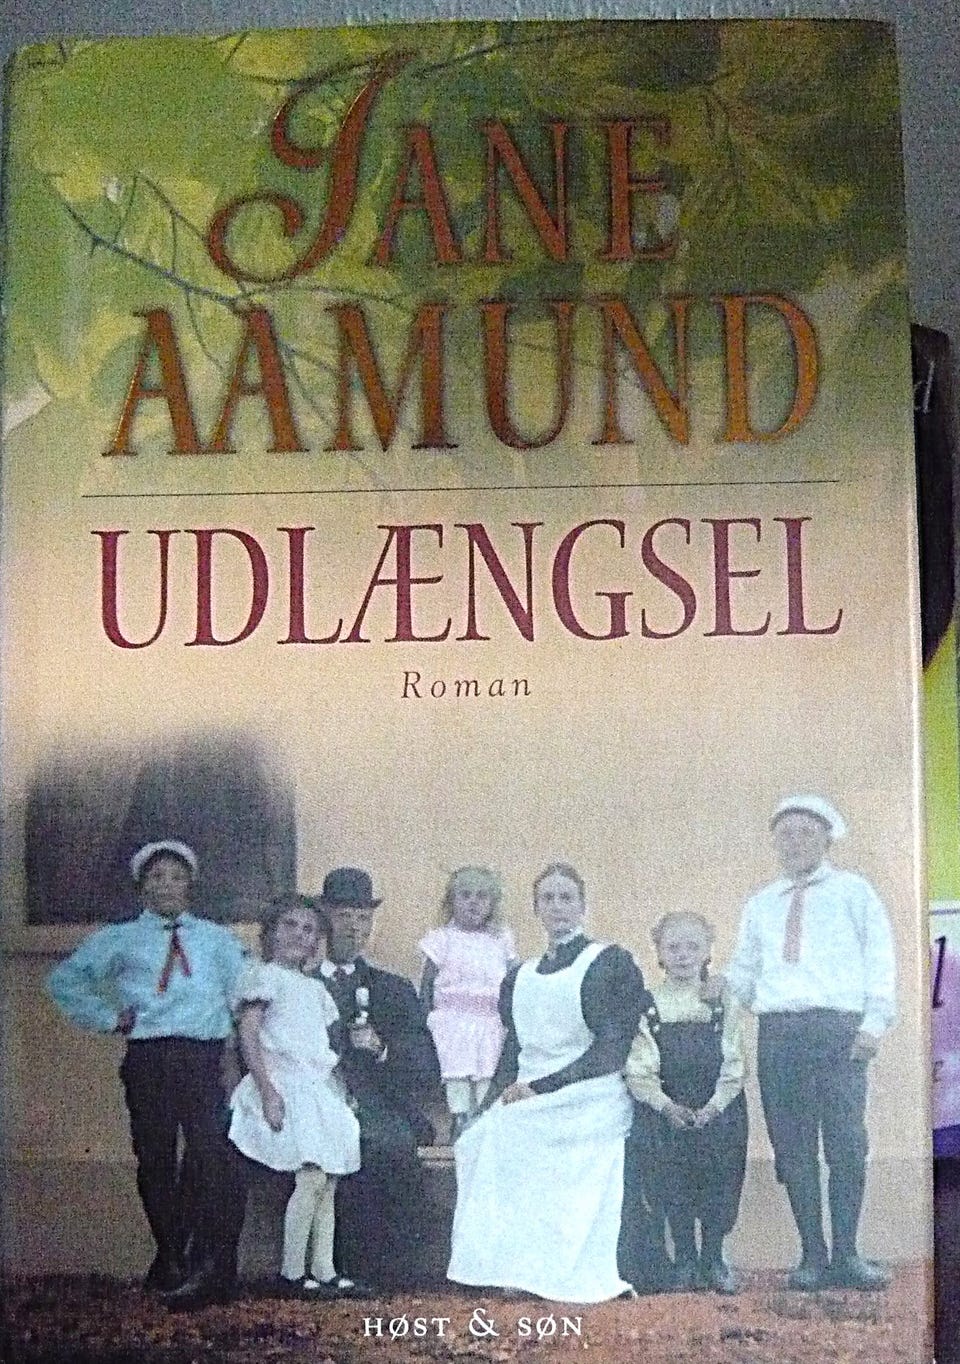 JANE
AAMUND
UDLÆNGSEL
Roman
HØST & SØN